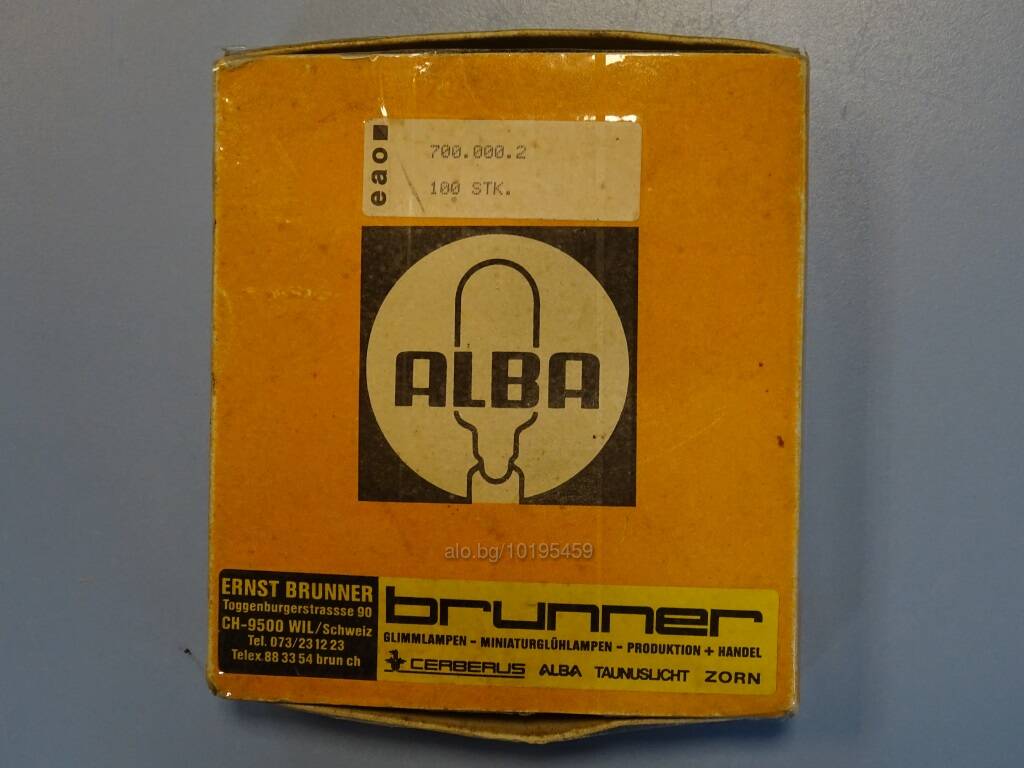 eao
700.000.2
100 STK.
ALBA
alo.bg/10195459
ERNST BRUNNER
Toggenburgerstrassse 90
CH-9500 WIL/Schweiz
Tel. 073/23 12 23
Telex 88 33 54 brun ch
brunner
GLIMMLAMPEN - MINIATURGLÜHLAMPEN - PRODUKTION + HANDEL
CERBERUS ALBA TAUNUSLICHT ZORN